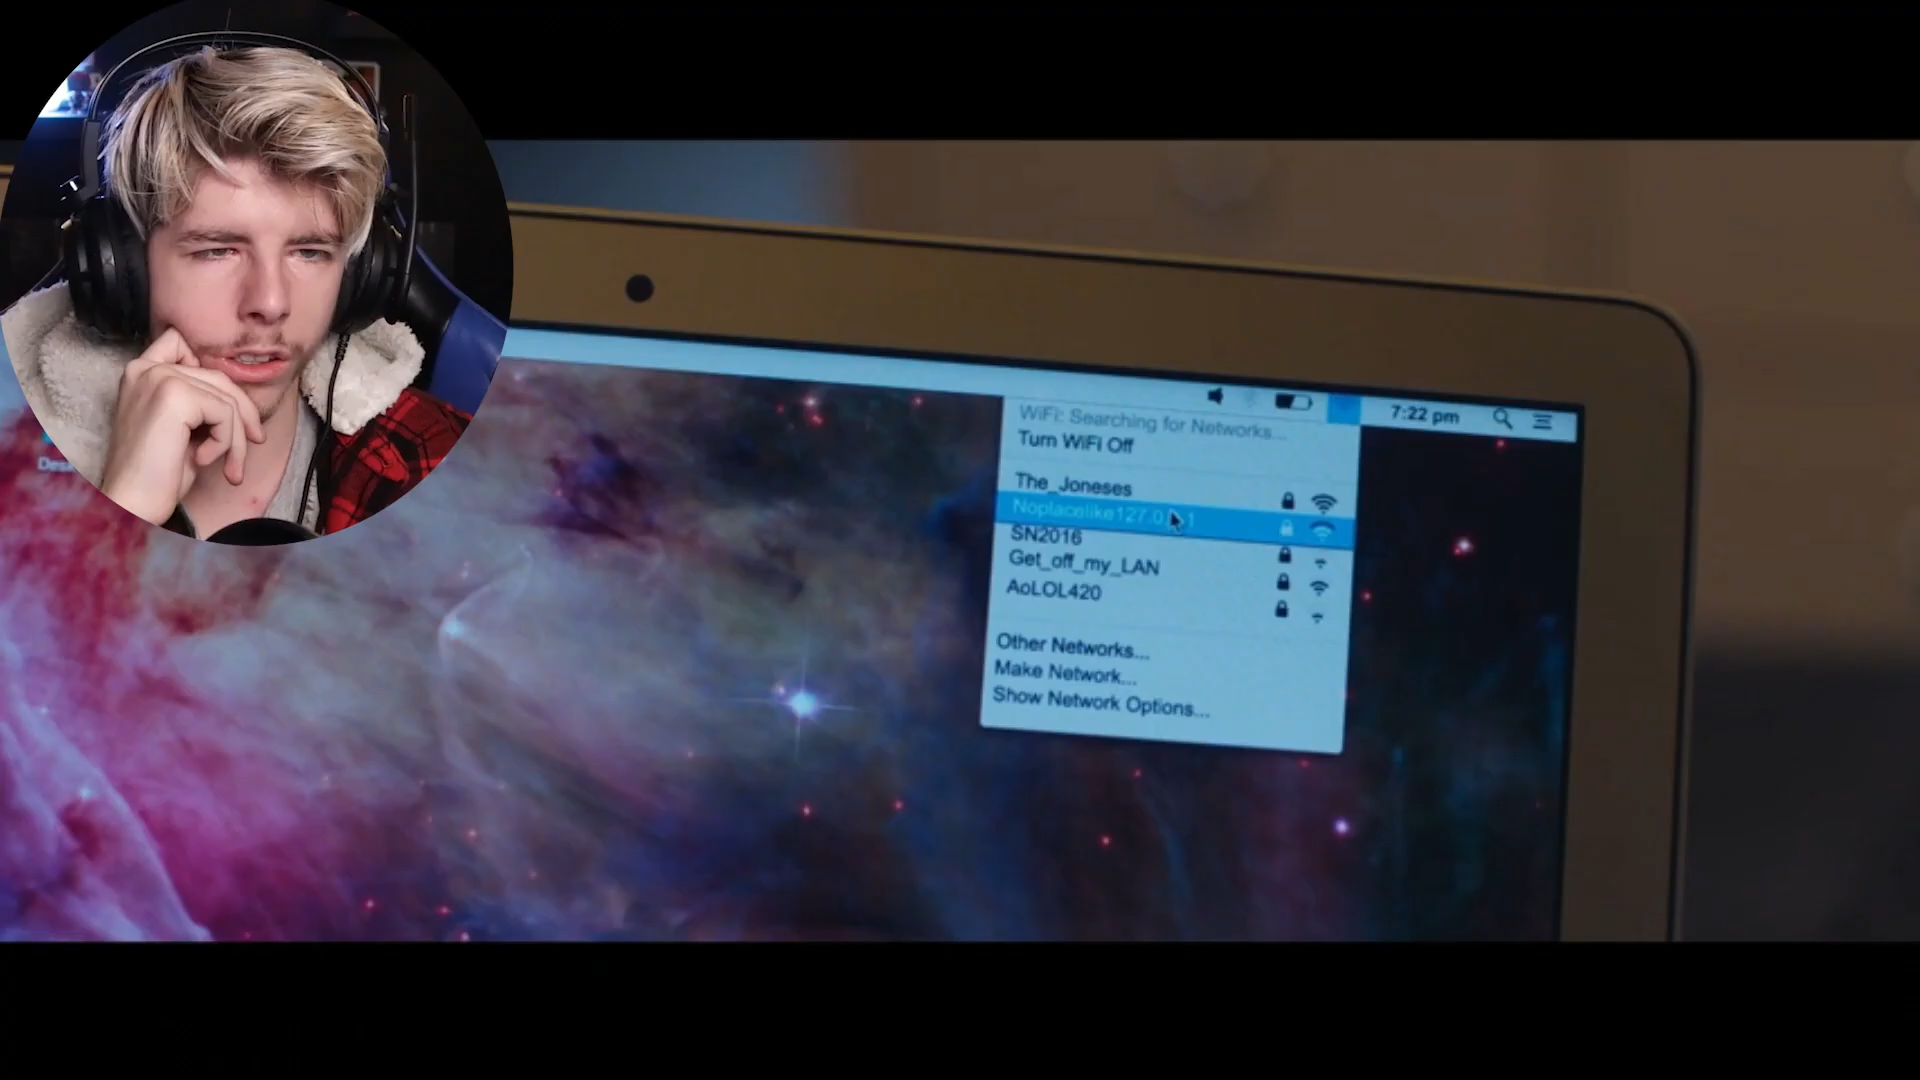 7:22 pm
WiFi: Searching for Networks...
Turn WiFi Off
The_Joneses
SN2016
Get_off_my_LAN
AoLOL420
Other Networks...
Make Network...
Show Network Options...